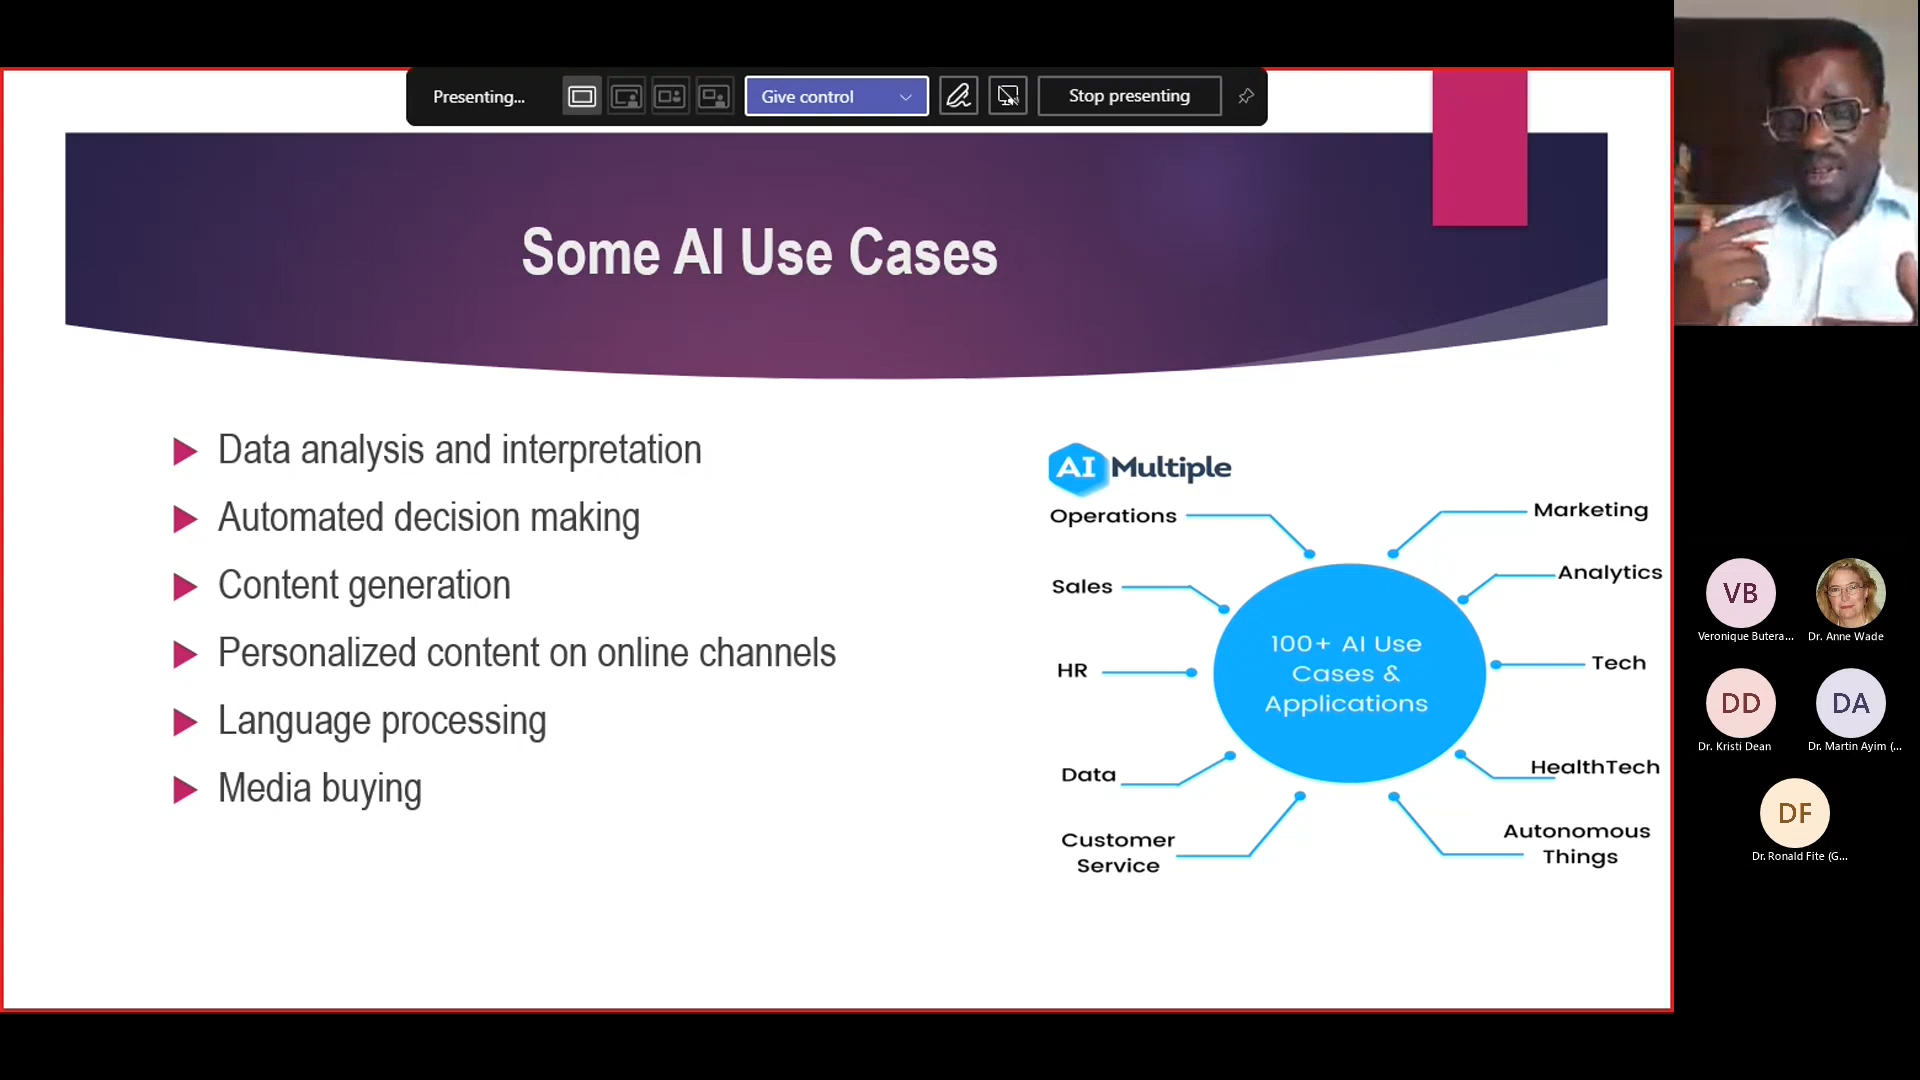 Presenting...
Give control
Stop presenting
Some AI Use Cases
Data analysis and interpretation
Automated decision making
Content generation
Personalized content on online channels
Language processing
Media buying
AI Multiple
Operations
Marketing
Sales
Analytics
HR
Tech
Data
HealthTech
Customer
Service
Autonomous
Things
100+ AI Use
Cases &
Applications
VB
Veronique Butera...
Dr. Anne Wade
DD
Dr. Kristi Dean
DA
Dr. Martin Ayim (...
DF
Dr. Ronald Fite (G...